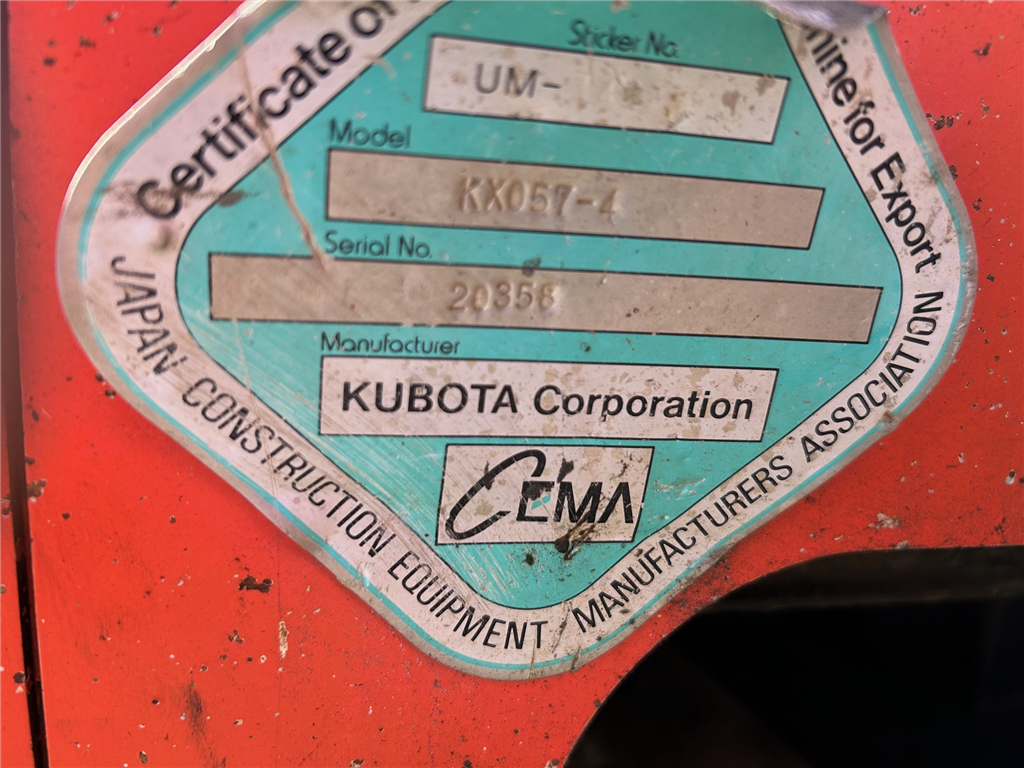 Certificate of
hine for Export
Sticker No.
UM-
Model
KX057-4
Serial No.
20358
Manufacturer
KUBOTA Corporation
CEMA
JAPAN CONSTRUCTION EQUIPMENT MANUFACTURERS ASSOCIATION